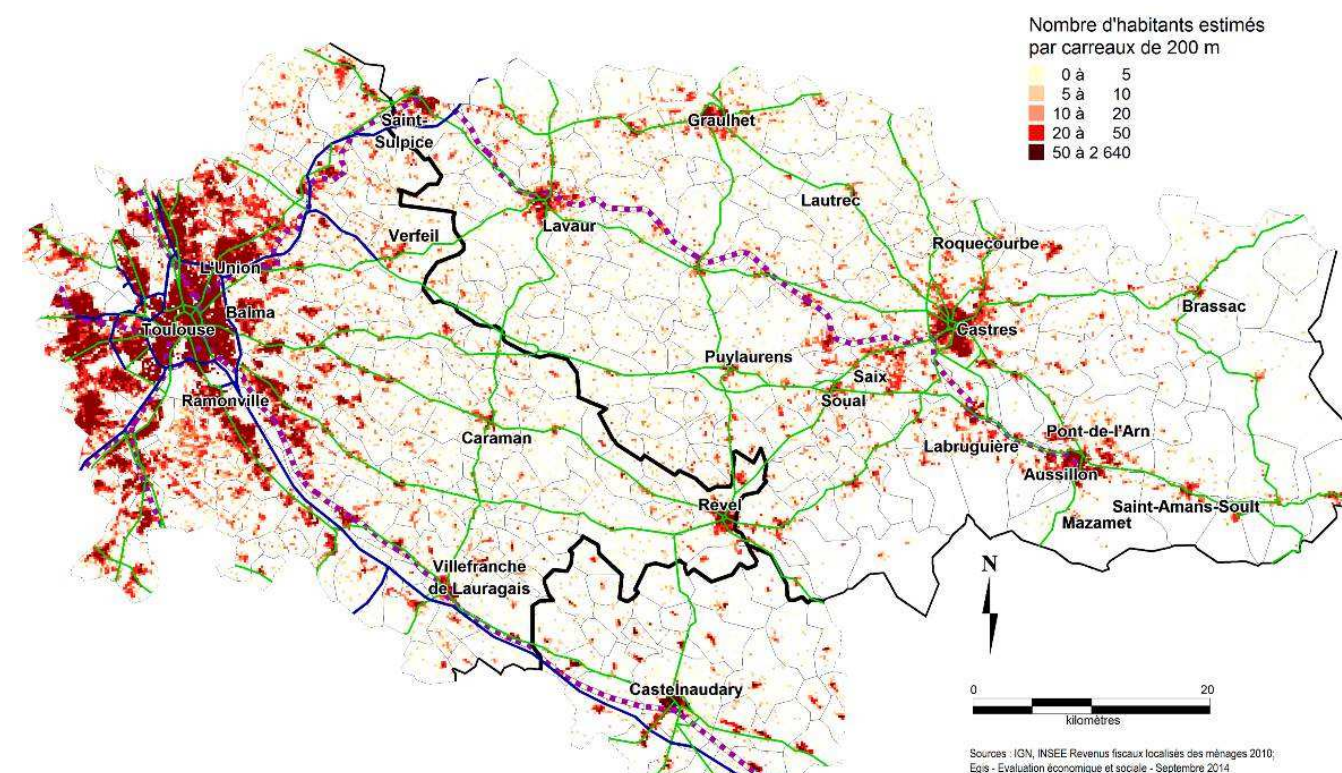 Nombre d'habitants estimés
par carreaux de 200 m
0 à 5
5 à 10
10 à 20
20 à 50
50 à 2 640
Saint-
Sulpice
Graulhet
Lautrec
Lavaur
Verfeil
Roquecourbe
L'Union
Brassac
Balma
Toulouse
Castres
Puylaurens
Saix
Soual
Ramonville
Caraman
Pont-de-l'Arn
Labruguière
Aussillon
Revel
Saint-Amans-Soult
Mazamet
N
Villefranche
de Lauragais
Castelnaudary
0 20
kilomètres
Sources : IGN, INSEE Revenus fiscaux localisés des ménages 2010;
Egis - Evaluation économique et sociale - Septembre 2014